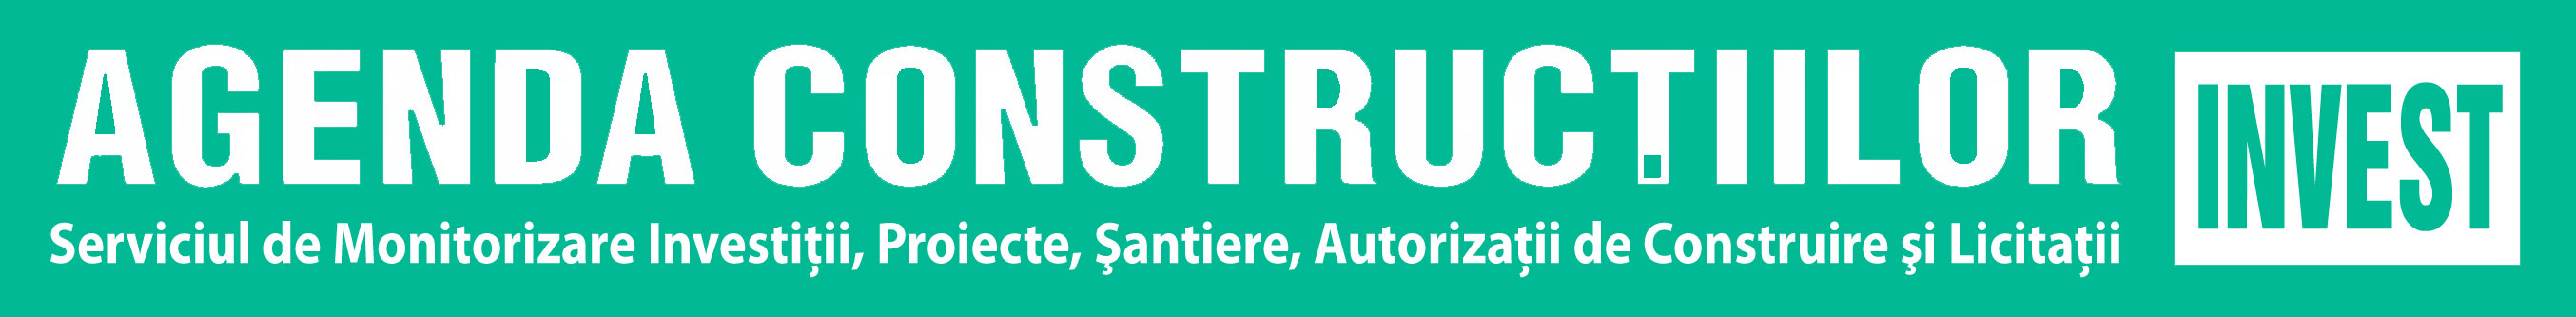 AGENDA CONSTRUCȚIILOR INVEST
Serviciul de Monitorizare Investiții, Proiecte, Şantiere, Autorizații de Construire şi Licitații